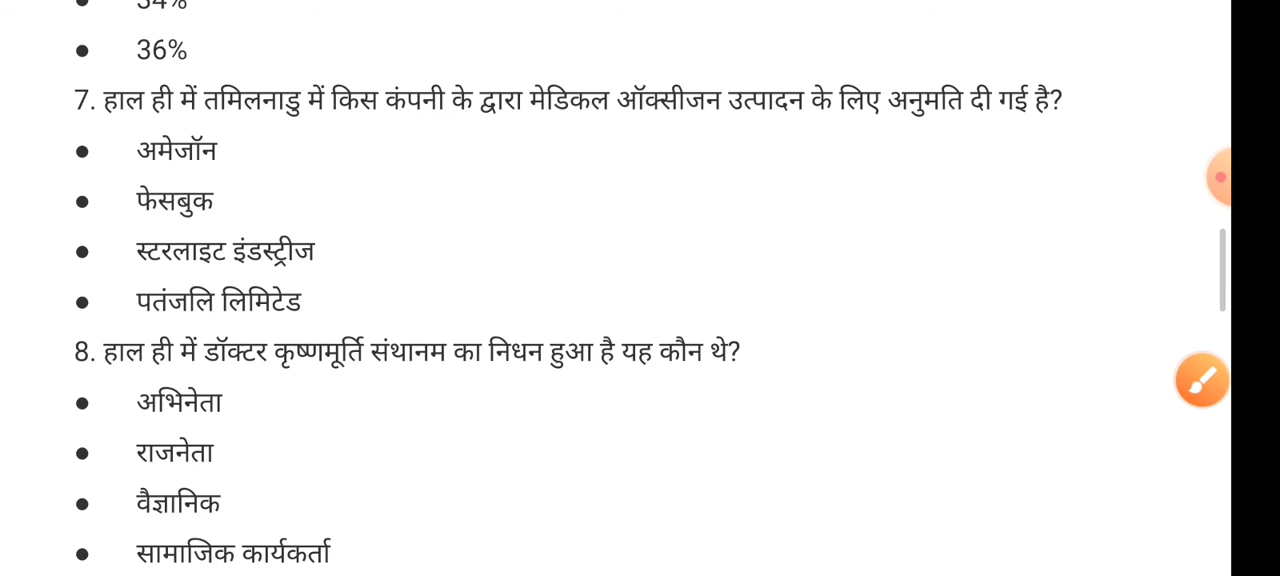 ● 34%
● 36%
7. हाल ही में तमिलनाडु में किस कंपनी के द्वारा मेडिकल ऑक्सीजन उत्पादन के लिए अनुमति दी गई है?
● अमेजॉन
● फेसबुक
● स्टरलाइट इंडस्ट्रीज
● पतंजलि लिमिटेड
8. हाल ही में डॉक्टर कृष्णमूर्ति संथानम का निधन हुआ है यह कौन थे?
● अभिनेता
● राजनेता
● वैज्ञानिक
● सामाजिक कार्यकर्ता